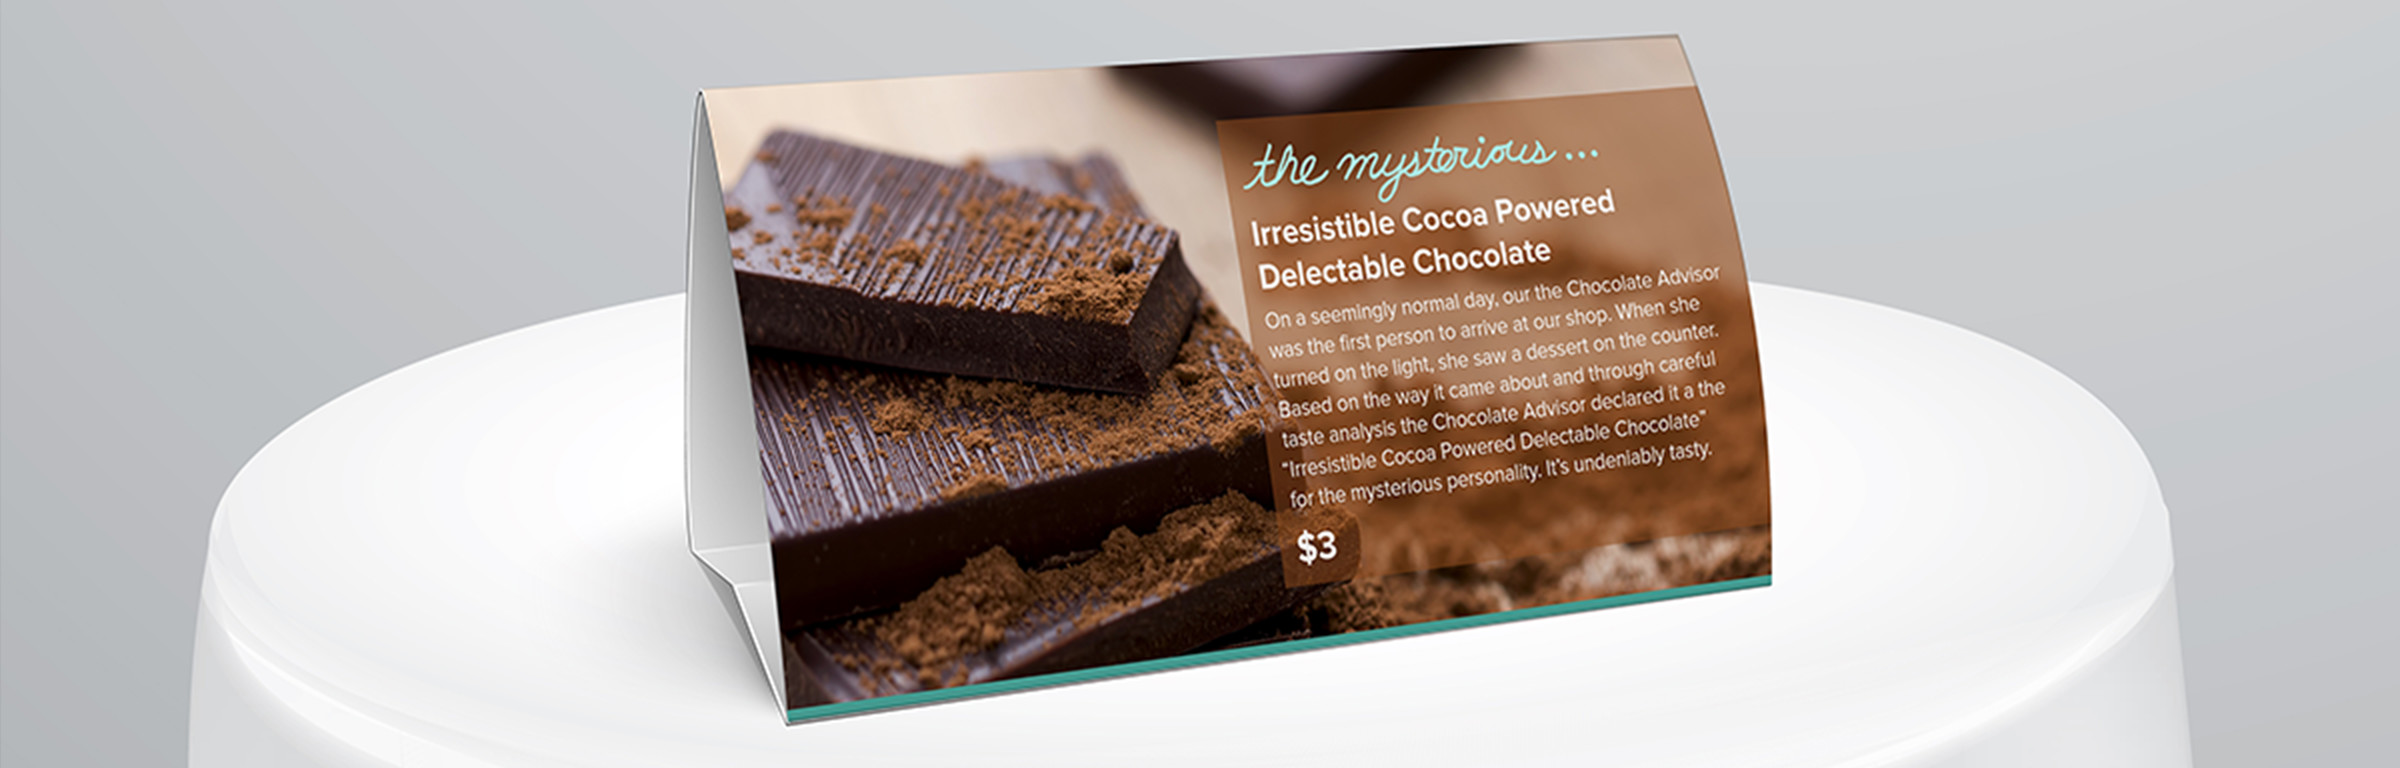 the mysterious...
Irresistible Cocoa Powered
Delectable Chocolate
On a seemingly normal day, our the Chocolate Advisor
was the first person to arrive at our shop. When she
turned on the light, she saw a dessert on the counter.
Based on the way it came about and through careful
taste analysis the Chocolate Advisor declared it a the
"Irresistible Cocoa Powered Delectable Chocolate"
for the mysterious personality. It's undeniably tasty.
$3